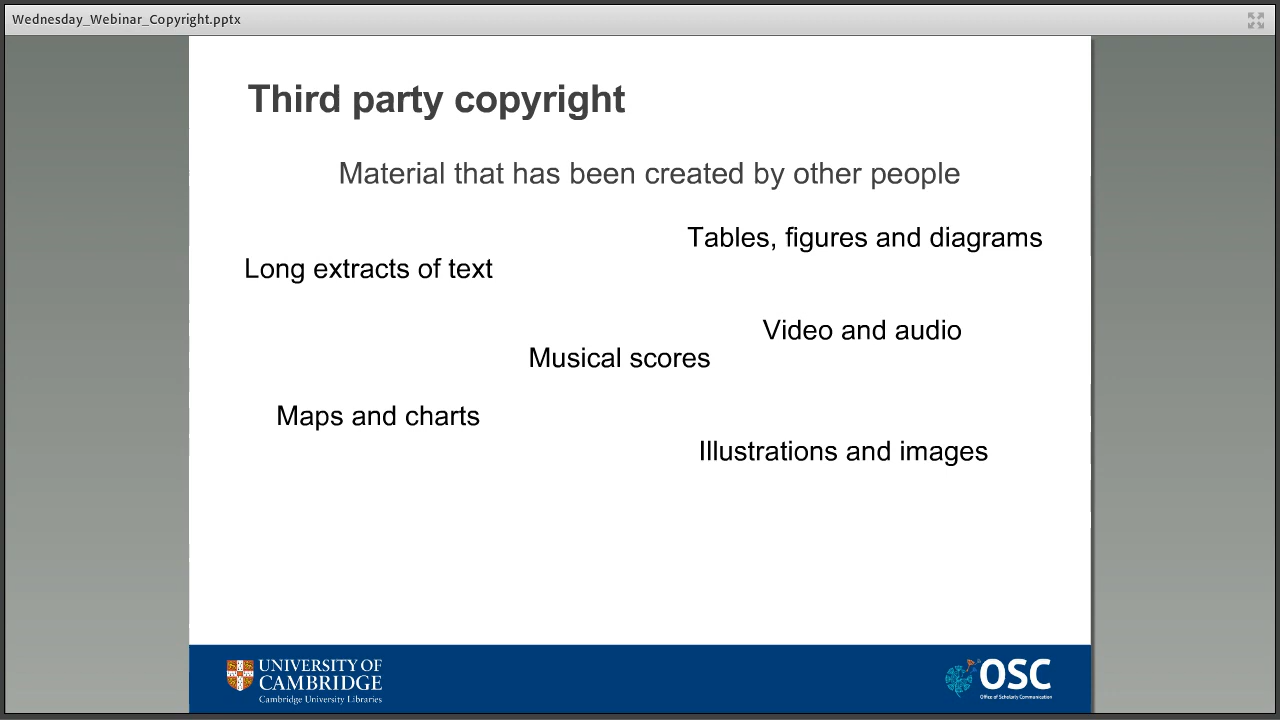 Wednesday_Webinar_Copyright.pptx
Third party copyright
Material that has been created by other people
Tables, figures and diagrams
Long extracts of text
Video and audio
Musical scores
Maps and charts
Illustrations and images
UNIVERSITY OF
CAMBRIDGE
Cambridge University Libraries
OSC
Office of Scholarly Communication